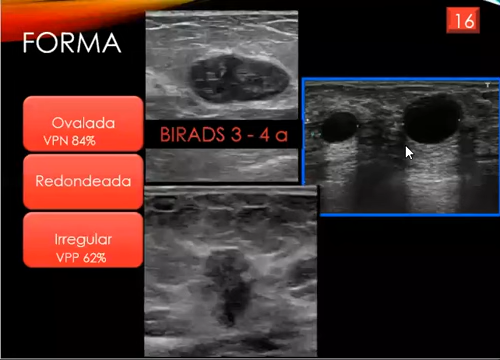 16
FORMA
Ovalada
VPN 84%
BIRADS 3 - 4 a
Redondeada
Irregular
VPP 62%